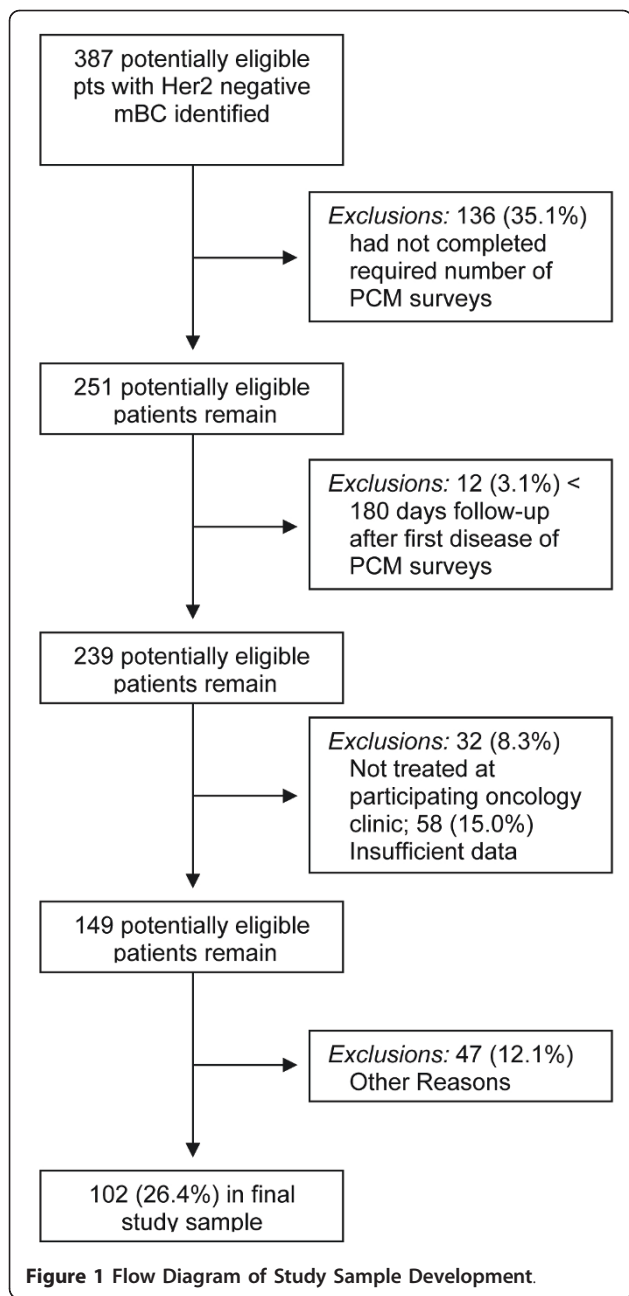 387 potentially eligible
pts with Her2 negative
mBC identified
Exclusions: 136 (35.1%)
had not completed
required number of
PCM surveys
251 potentially eligible
patients remain
Exclusions: 12 (3.1%) <
180 days follow-up
after first disease of
PCM surveys
239 potentially eligible
patients remain
Exclusions: 32 (8.3%)
Not treated at
participating oncology
clinic; 58 (15.0%)
Insufficient data
149 potentially eligible
patients remain
Exclusions: 47 (12.1%)
Other Reasons
102 (26.4%) in final
study sample
Figure 1 Flow Diagram of Study Sample Development.